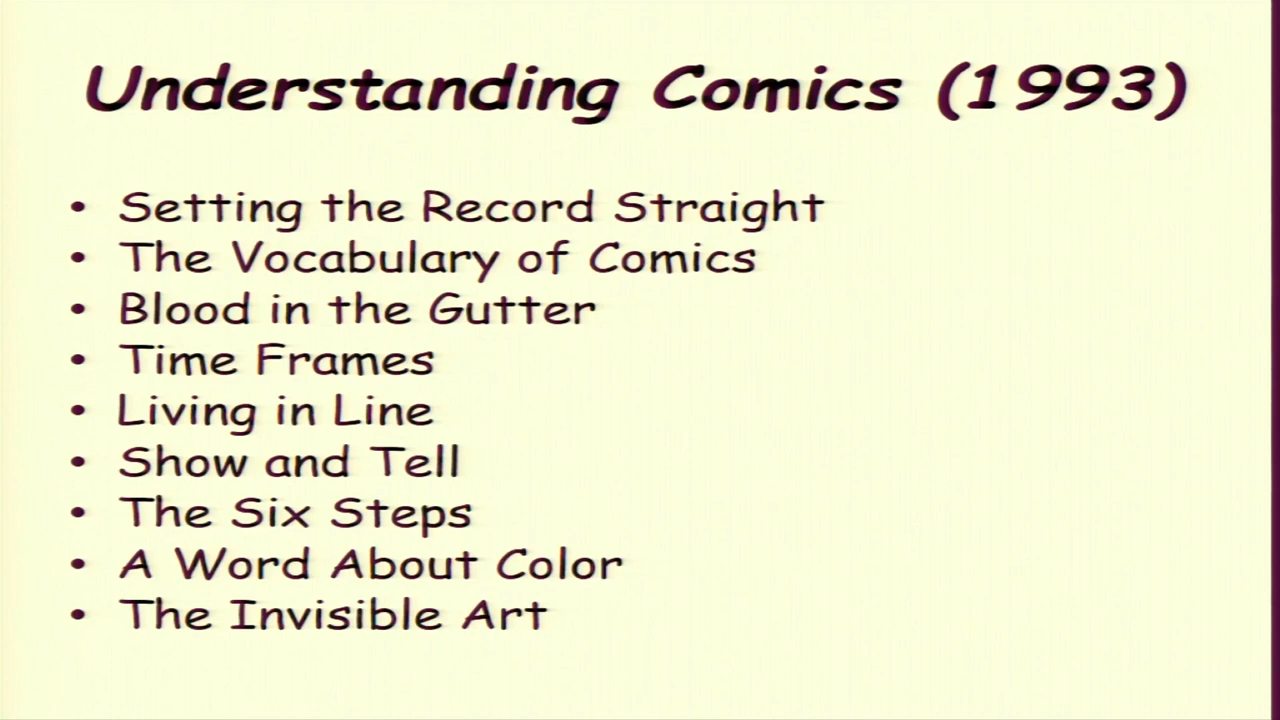 Understanding Comics (1993)
• Setting the Record Straight
• The Vocabulary of Comics
• Blood in the Gutter
• Time Frames
• Living in Line
• Show and Tell
• The Six Steps
• A Word About Color
• The Invisible Art